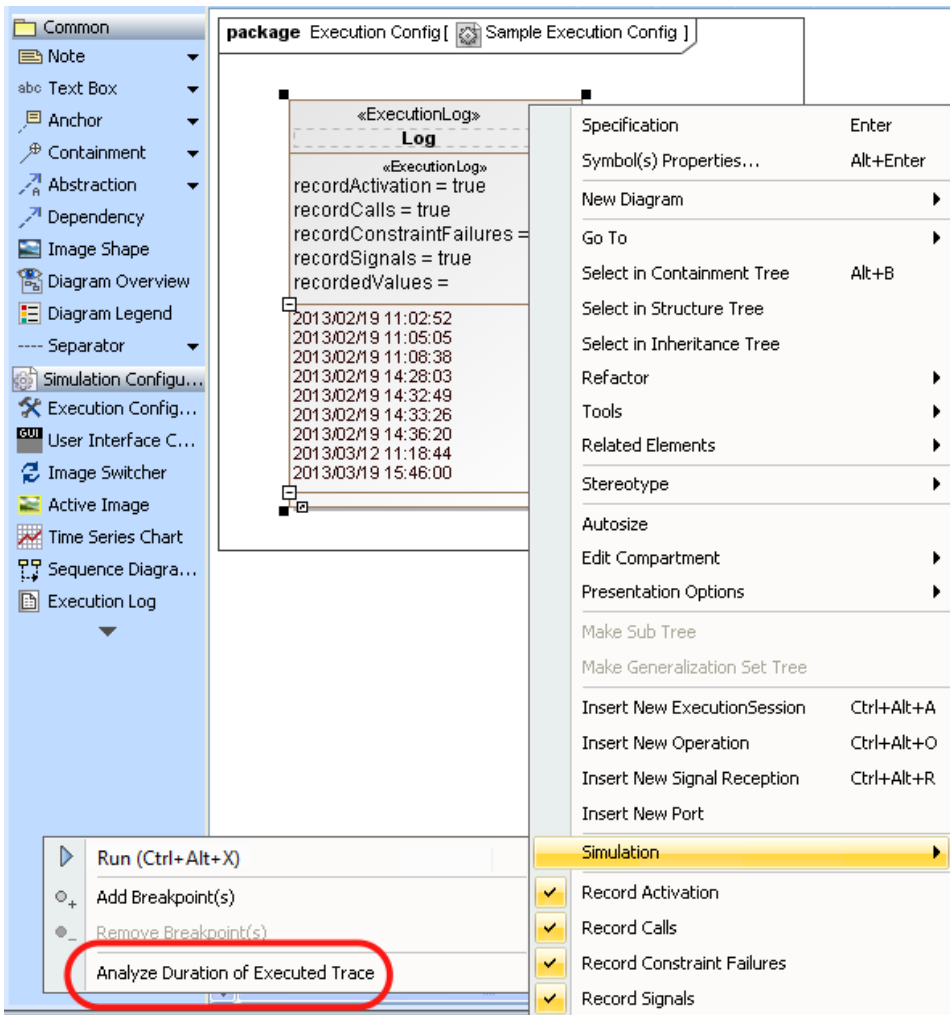 Common
Note
abc Text Box
Anchor
Containment
Abstraction
Dependency
Image Shape
Diagram Overview
Diagram Legend
---- Separator
Simulation Configu...
Execution Config...
GUI User Interface C...
Image Switcher
Active Image
Time Series Chart
Sequence Diagra...
Execution Log
package Execution Config[ Sample Execution Config ]
«ExecutionLog»
Log
«ExecutionLog»
recordActivation = true
recordCalls = true
recordConstraintFailures =
recordSignals = true
recordedValues =
2013/02/19 11:02:52
2013/02/19 11:05:05
2013/02/19 11:08:38
2013/02/19 14:28:03
2013/02/19 14:32:49
2013/02/19 14:33:26
2013/02/19 14:36:20
2013/03/12 11:18:44
2013/03/19 15:46:00
Specification Enter
Symbol(s) Properties... Alt+Enter
New Diagram
Go To
Select in Containment Tree Alt+B
Select in Structure Tree
Select in Inheritance Tree
Refactor
Tools
Related Elements
Stereotype
Autosize
Edit Compartment
Presentation Options
Make Sub Tree
Make Generalization Set Tree
Insert New ExecutionSession Ctrl+Alt+A
Insert New Operation Ctrl+Alt+O
Insert New Signal Reception Ctrl+Alt+R
Insert New Port
Simulation
Record Activation
Record Calls
Record Constraint Failures
Record Signals
Run (Ctrl+Alt+X)
Add Breakpoint(s)
Remove Breakpoint(s)
Analyze Duration of Executed Trace